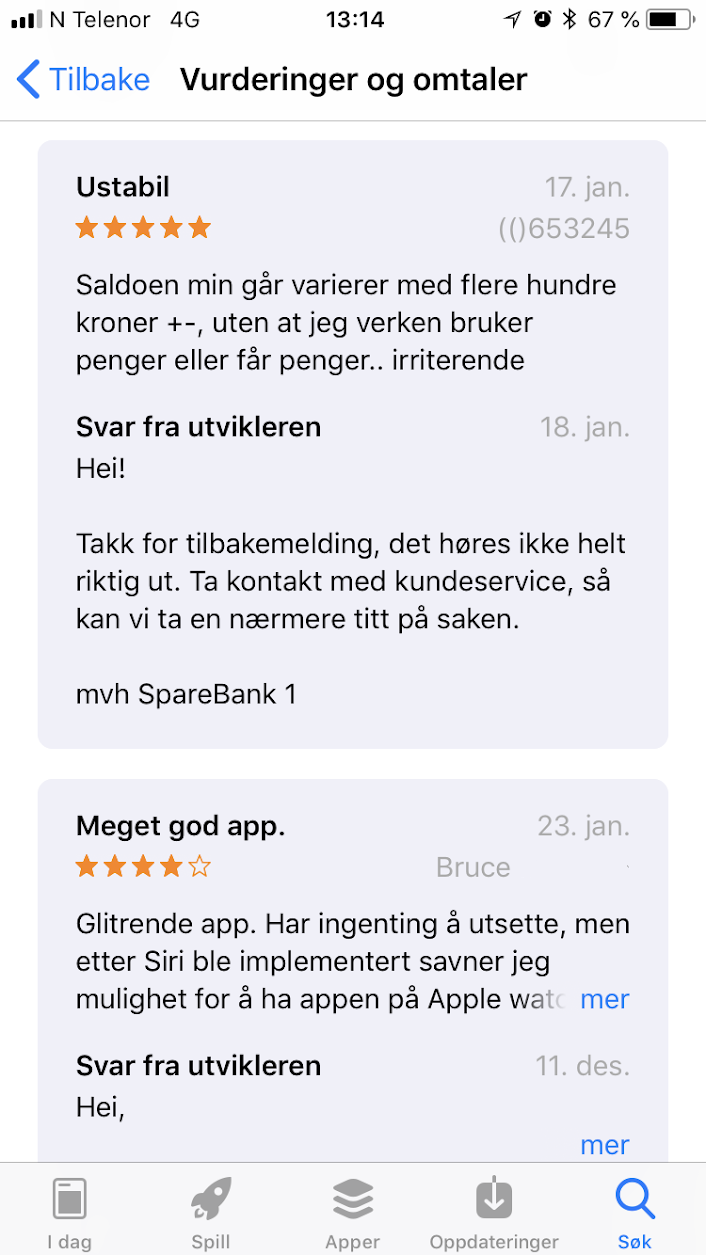 N Telenor 4G 13:14 67 %
Tilbake Vurderinger og omtaler
Ustabil 17. jan.
(()653245
Saldoen min går varierer med flere hundre
kroner +-, uten at jeg verken bruker
penger eller får penger.. irriterende
Svar fra utvikleren 18. jan.
Hei!
Takk for tilbakemelding, det høres ikke helt
riktig ut. Ta kontakt med kundeservice, så
kan vi ta en nærmere titt på saken.
mvh SpareBank 1
Meget god app. 23. jan.
Bruce
Glitrende app. Har ingenting å utsette, men
etter Siri ble implementert savner jeg
mulighet for å ha appen på Apple watc mer
Svar fra utvikleren 11. des.
Hei,
mer
I dag Spill Apper Oppdateringer Søk